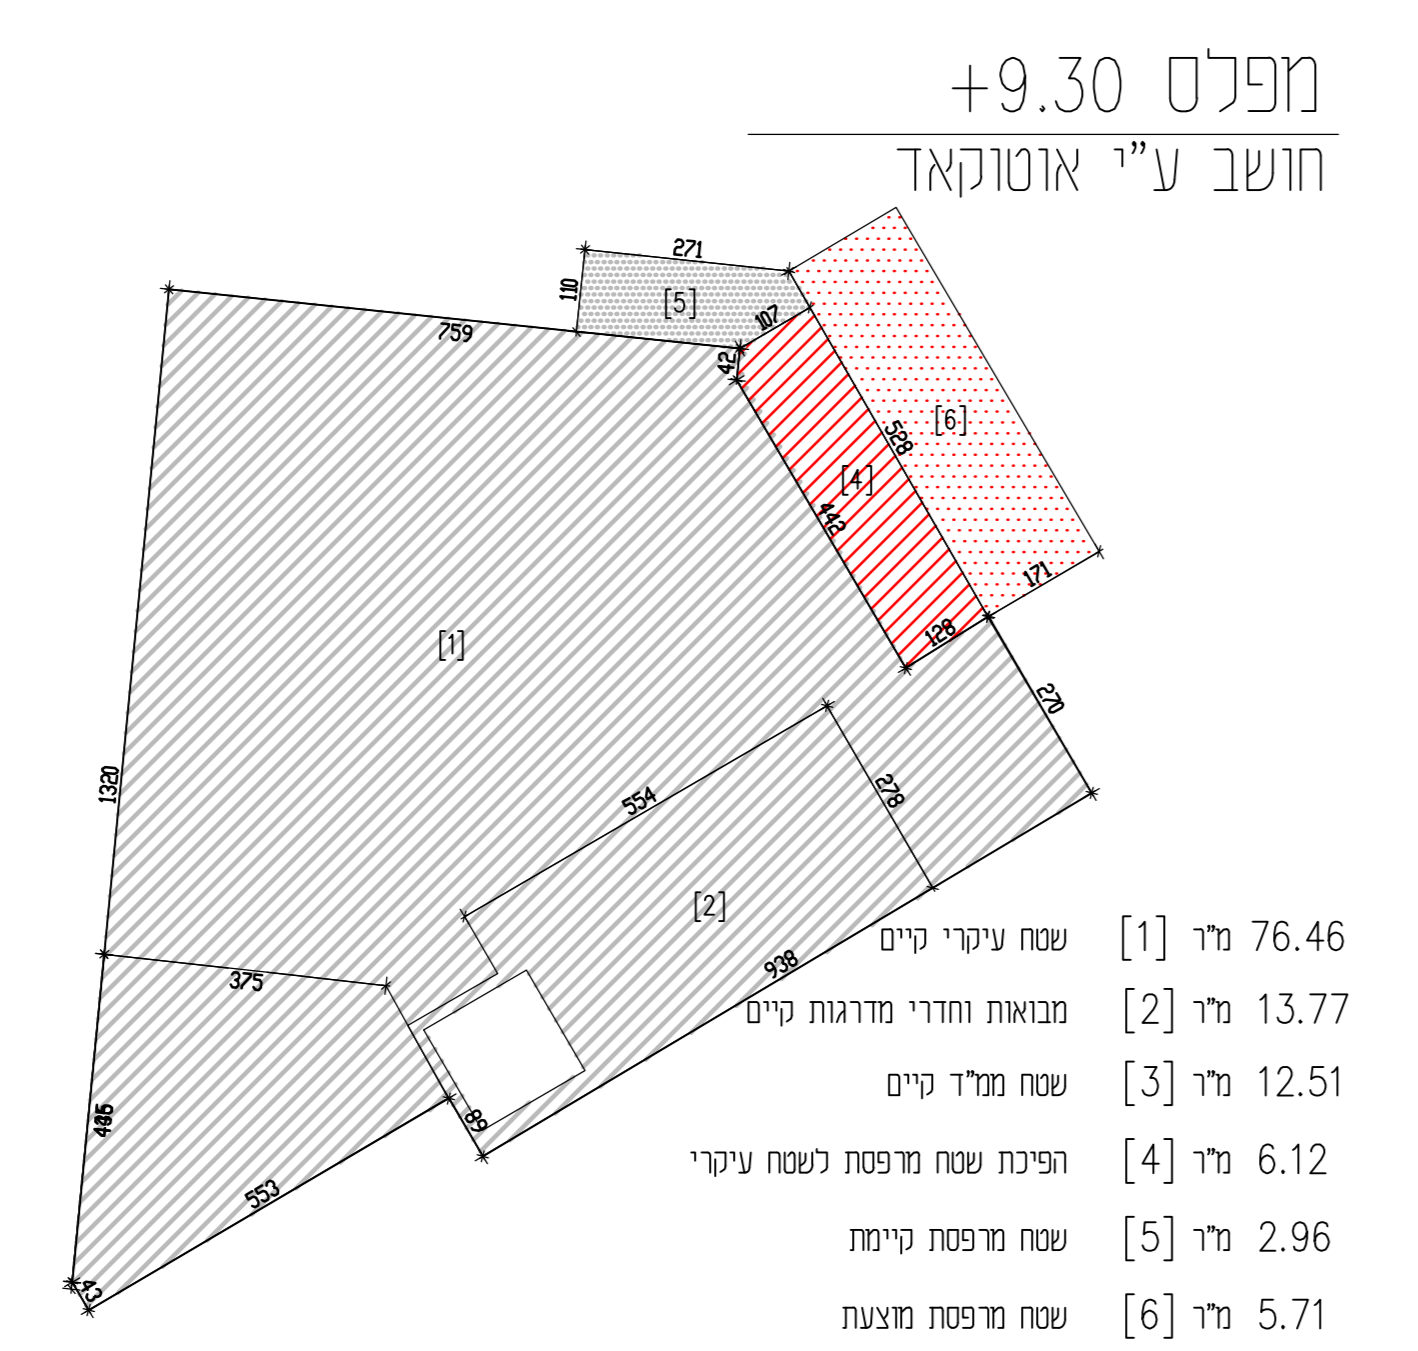 מפלס +9.30
חושב ע"י אוטוקאד
271
110
[5]
107
759
42
[6]
528
[4]
442
171
128
[1]
270
1320
554
278
[2]
938
375
89
553
43
שטח עיקרי קיים [1] 76.46 מ"ר
מבואות וחדרי מדרגות קיים [2] 13.77 מ"ר
שטח ממ"ד קיים [3] 12.51 מ"ר
הפיכת שטח מרפסת לשטח עיקרי [4] 6.12 מ"ר
שטח מרפסת קיימת [5] 2.96 מ"ר
שטח מרפסת מוצעת [6] 5.71 מ"ר